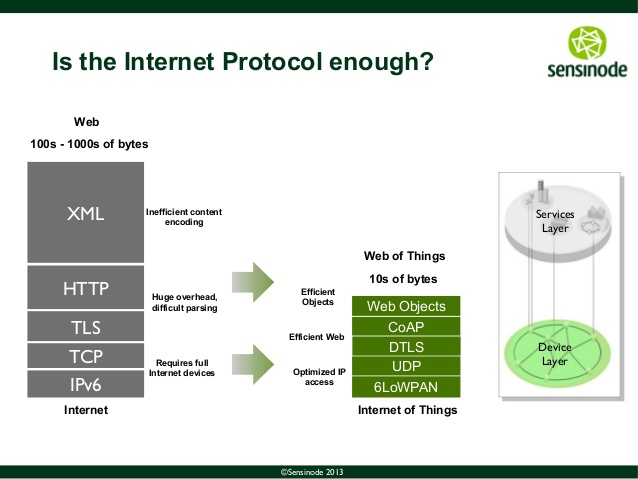 Is the Internet Protocol enough?
sensinode
Web
100s - 1000s of bytes
XML
HTTP
TLS
TCP
IPv6
Internet
Inefficient content
encoding
Huge overhead,
difficult parsing
Requires full
Internet devices
Efficient
Objects
Efficient Web
Optimized IP
access
Web of Things
10s of bytes
Web Objects
CoAP
DTLS
UDP
6LoWPAN
Internet of Things
Services
Layer
Device
Layer
©Sensinode 2013